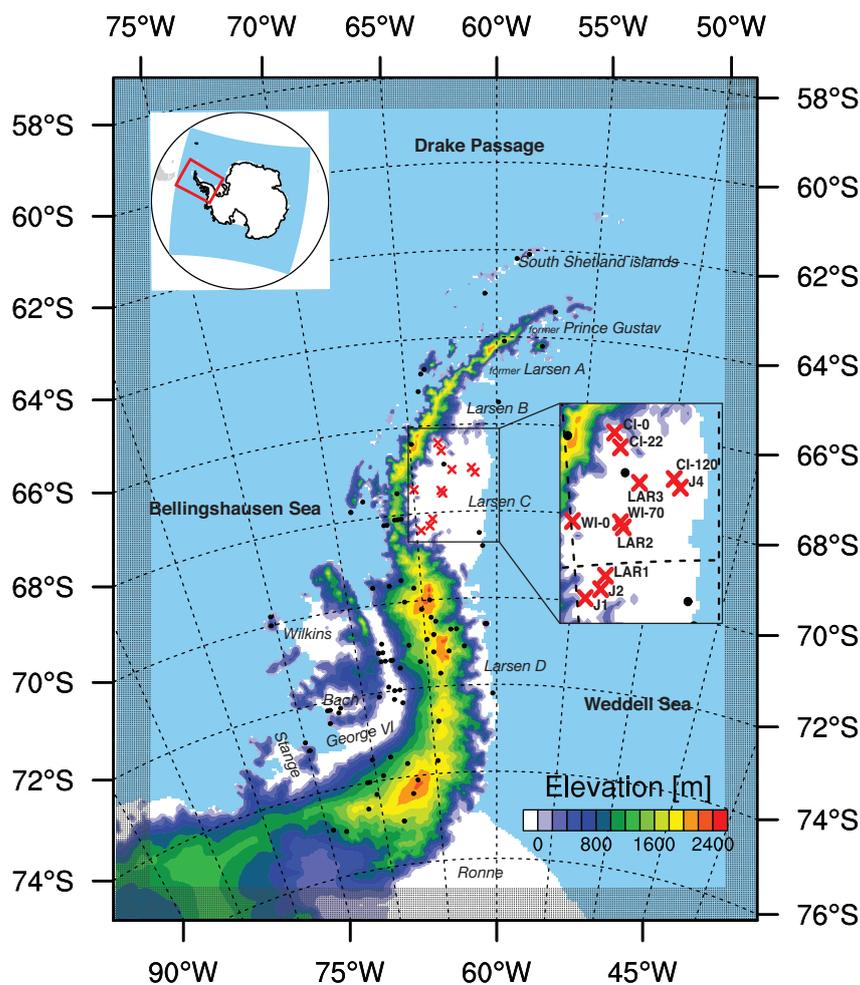 75°W 70°W 65°W 60°W 55°W 50°W
58°S 58°S
Drake Passage
60°S 60°S
South Shetland islands
62°S 62°S
former Prince Gustav
former Larsen A
64°S 64°S
Larsen B
CI-0
CI-22
66°S 66°S
CI-120
J4
LAR3
Larsen C
Bellingshausen Sea
WI-70
WI-0
LAR2
68°S 68°S
LAR1
J2
J1
Wilkins
70°S 70°S
Larsen D
Bach
Weddell Sea
George VI
Stange
72°S 72°S
Elevation [m]
0 800 1600 2400
74°S 74°S
Ronne
76°S
90°W 75°W 60°W 45°W